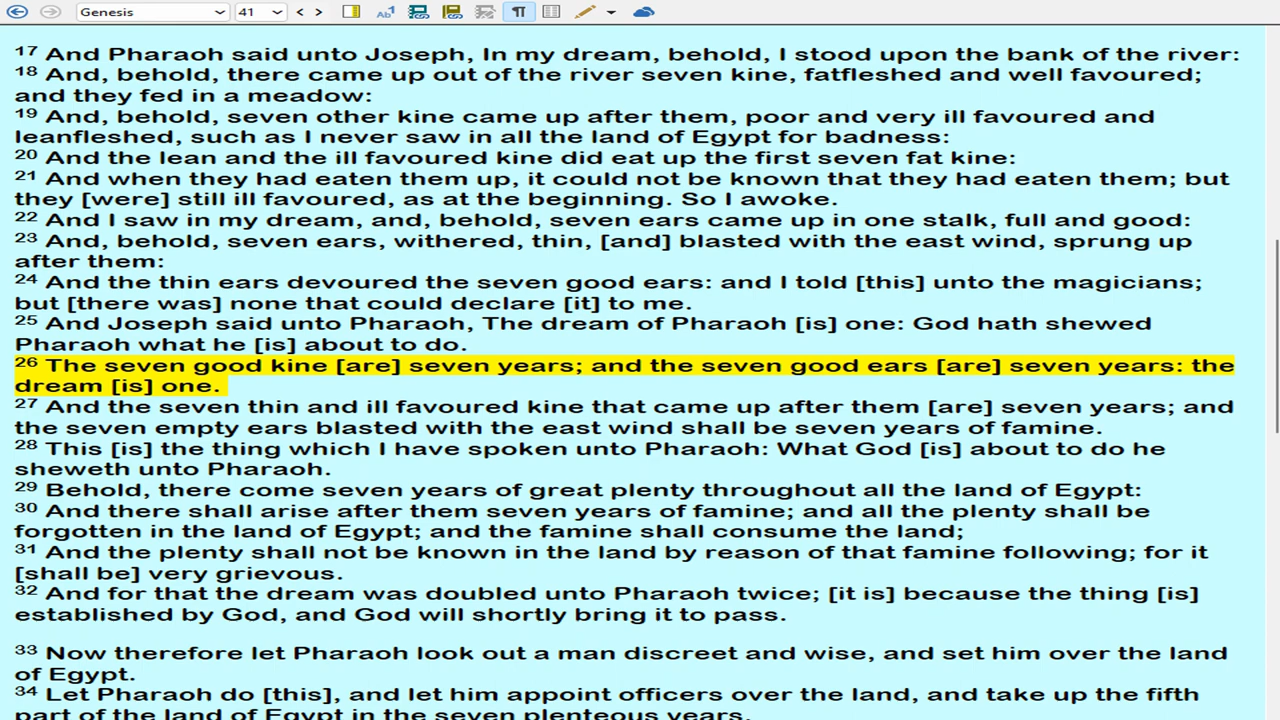 Genesis 41 < > Ab¹ ¶
17 And Pharaoh said unto Joseph, In my dream, behold, I stood upon the bank of the river:
18 And, behold, there came up out of the river seven kine, fatfleshed and well favoured;
and they fed in a meadow:
19 And, behold, seven other kine came up after them, poor and very ill favoured and
leanfleshed, such as I never saw in all the land of Egypt for badness:
20 And the lean and the ill favoured kine did eat up the first seven fat kine:
21 And when they had eaten them up, it could not be known that they had eaten them; but
they [were] still ill favoured, as at the beginning. So I awoke.
22 And I saw in my dream, and, behold, seven ears came up in one stalk, full and good:
23 And, behold, seven ears, withered, thin, [and] blasted with the east wind, sprung up
after them:
24 And the thin ears devoured the seven good ears: and I told [this] unto the magicians;
but [there was] none that could declare [it] to me.
25 And Joseph said unto Pharaoh, The dream of Pharaoh [is] one: God hath shewed
Pharaoh what he [is] about to do.
26 The seven good kine [are] seven years; and the seven good ears [are] seven years: the
dream [is] one.
27 And the seven thin and ill favoured kine that came up after them [are] seven years; and
the seven empty ears blasted with the east wind shall be seven years of famine.
28 This [is] the thing which I have spoken unto Pharaoh: What God [is] about to do he
sheweth unto Pharaoh.
29 Behold, there come seven years of great plenty throughout all the land of Egypt:
30 And there shall arise after them seven years of famine; and all the plenty shall be
forgotten in the land of Egypt; and the famine shall consume the land;
31 And the plenty shall not be known in the land by reason of that famine following; for it
[shall be] very grievous.
32 And for that the dream was doubled unto Pharaoh twice; [it is] because the thing [is]
established by God, and God will shortly bring it to pass.
33 Now therefore let Pharaoh look out a man discreet and wise, and set him over the land
of Egypt.
34 Let Pharaoh do [this], and let him appoint officers over the land, and take up the fifth
part of the land of Egypt in the seven plenteous years.